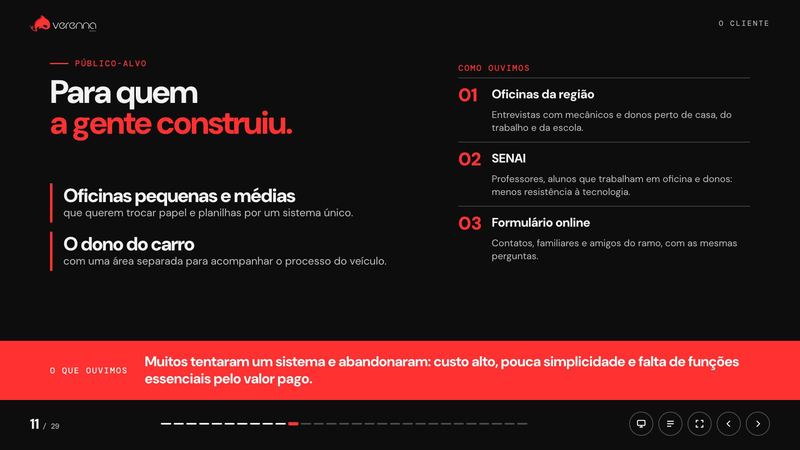 verenna
O CLIENTE
PÚBLICO-ALVO
Para quem
a gente construiu.
Oficinas pequenas e médias
que querem trocar papel e planilhas por um sistema único.
O dono do carro
com uma área separada para acompanhar o processo do veículo.
COMO OUVIMOS
01 Oficinas da região
Entrevistas com mecânicos e donos perto de casa, do
trabalho e da escola.
02 SENAI
Professores, alunos que trabalham em oficina e donos:
menos resistência à tecnologia.
03 Formulário online
Contatos, familiares e amigos do ramo, com as mesmas
perguntas.
O QUE OUVIMOS
Muitos tentaram um sistema e abandonaram: custo alto, pouca simplicidade e falta de funções
essenciais pelo valor pago.
11 / 29